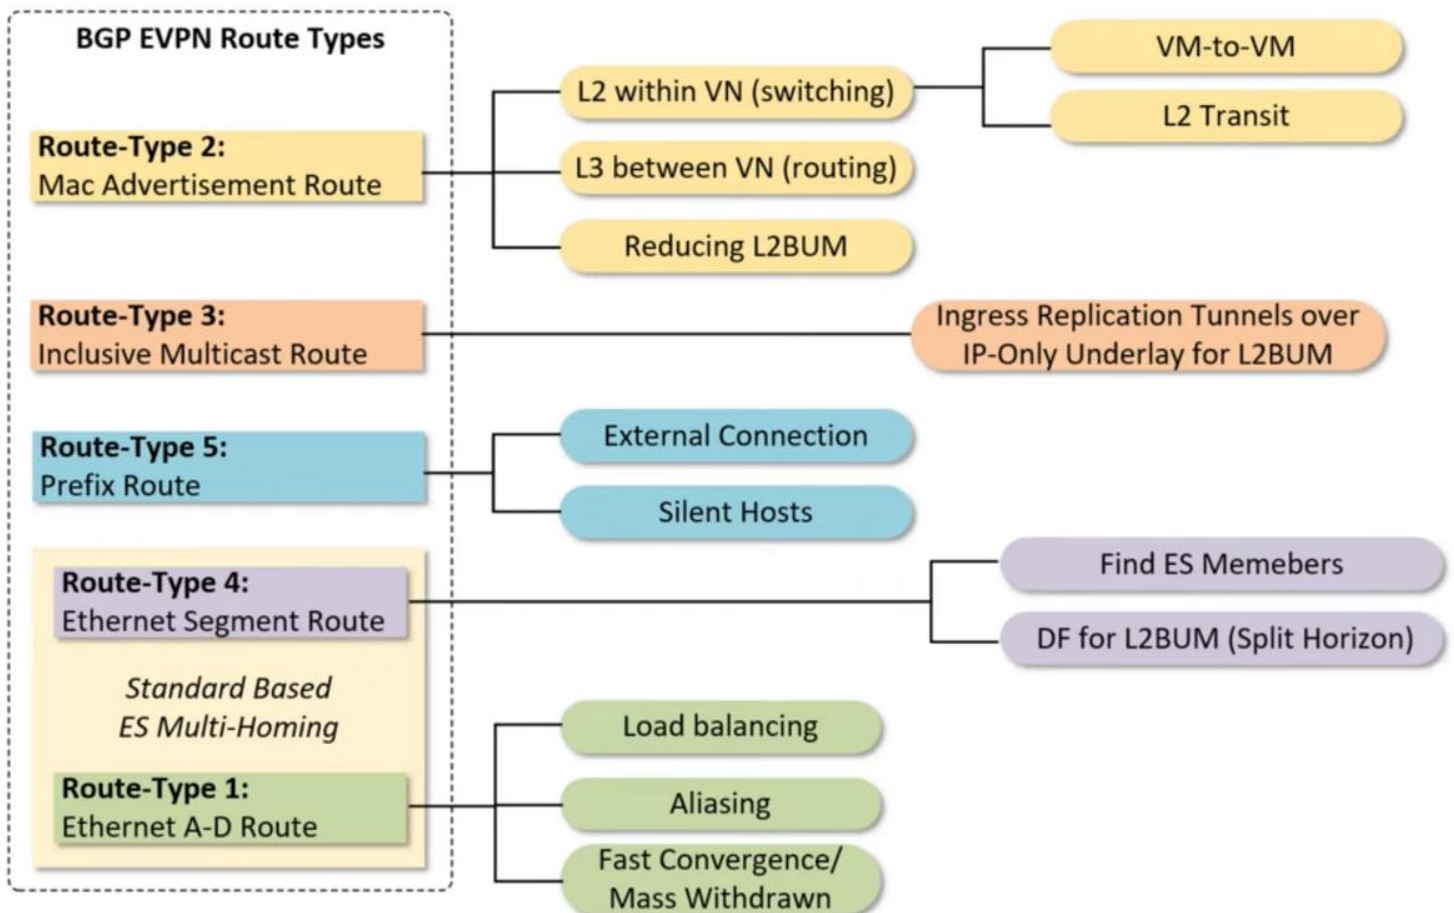 BGP EVPN Route Types
Route-Type 2:
Mac Advertisement Route
L2 within VN (switching)
VM-to-VM
L2 Transit
L3 between VN (routing)
Reducing L2BUM
Route-Type 3:
Inclusive Multicast Route
Ingress Replication Tunnels over
IP-Only Underlay for L2BUM
Route-Type 5:
Prefix Route
External Connection
Silent Hosts
Route-Type 4:
Ethernet Segment Route
Find ES Memebers
DF for L2BUM (Split Horizon)
Standard Based
ES Multi-Homing
Route-Type 1:
Ethernet A-D Route
Load balancing
Aliasing
Fast Convergence/
Mass Withdrawn